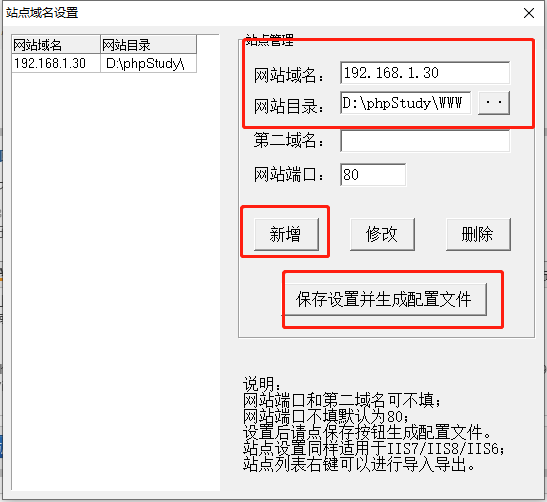 站点域名设置
网站域名 网站目录
192.168.1.30 D:\phpStudy\
站点管理
网站域名: 192.168.1.30
网站目录: D:\phpStudy\WWW ..
第二域名:
网站端口: 80
新增 修改 删除
保存设置并生成配置文件
说明:
网站端口和第二域名可不填;
网站端口不填默认为80;
设置后请点保存按钮生成配置文件。
站点设置同样适用于IIS7/IIS8/IIS6;
站点列表右键可以进行导入导出。